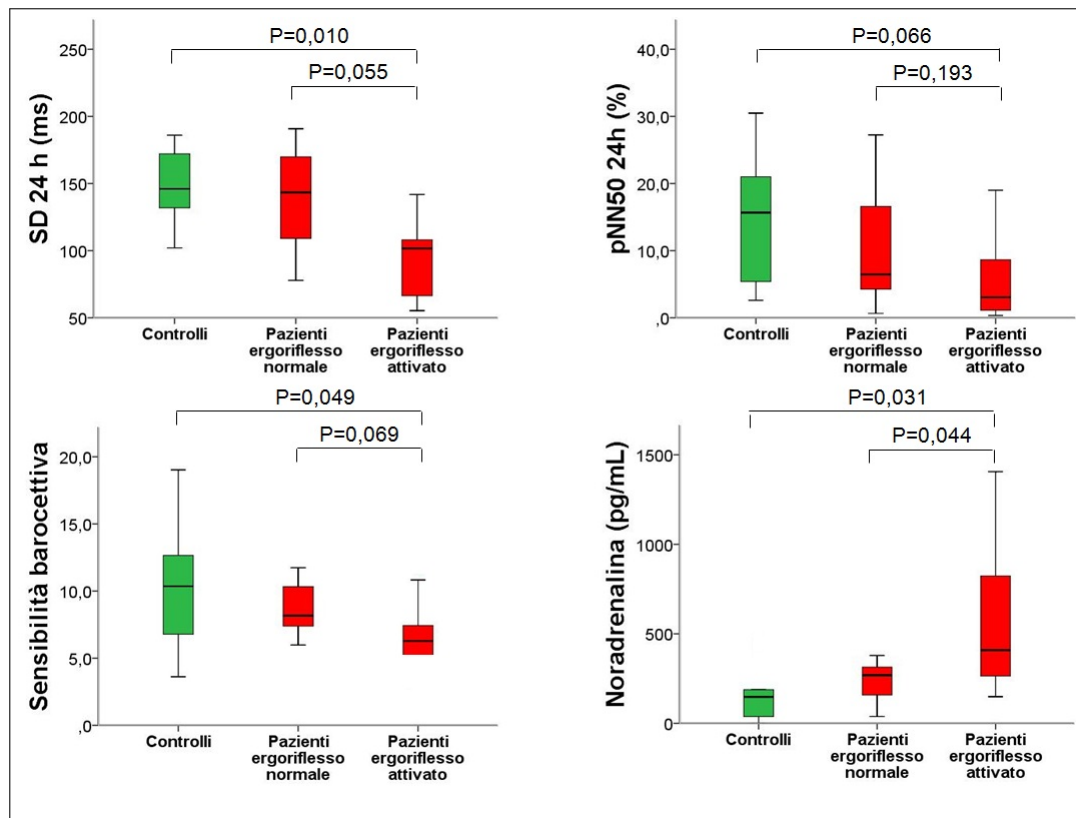 P=0,010
P=0,055
SD 24 h (ms)
250
200
150
100
50
Controlli
Pazienti
ergoriflesso
normale
Pazienti
ergoriflesso
attivato
P=0,066
P=0,193
pNN50 24h (%)
40,0
30,0
20,0
10,0
,0
Controlli
Pazienti
ergoriflesso
normale
Pazienti
ergoriflesso
attivato
P=0,049
P=0,069
Sensibilità barocettiva
20,0
15,0
10,0
5,0
,0
Controlli
Pazienti
ergoriflesso
normale
Pazienti
ergoriflesso
attivato
P=0,031
P=0,044
Noradrenalina (pg/mL)
1500
1000
500
0
Controlli
Pazienti
ergoriflesso
normale
Pazienti
ergoriflesso
attivato